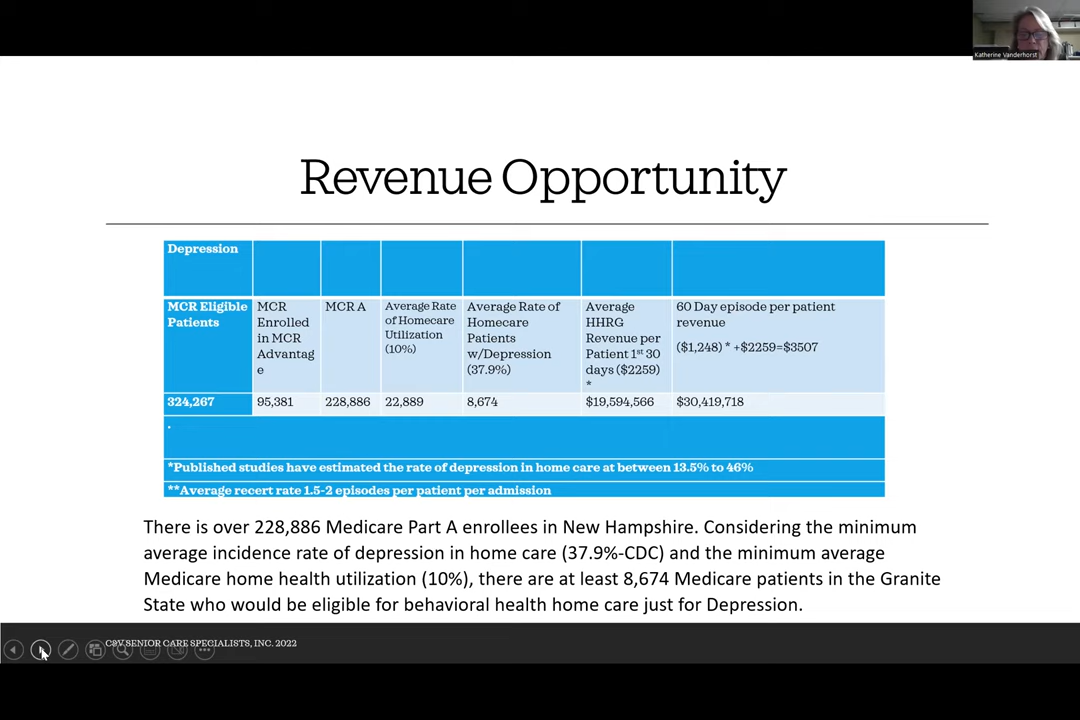 Katherine Vanderhorst
Revenue Opportunity
Depression
MCR Eligible
Patients
MCR
Enrolled
in MCR
Advantag
e
MCR A
Average Rate
of Homecare
Utilization
(10%)
Average Rate of
Homecare
Patients
w/Depression
(37.9%)
Average
HHRG
Revenue per
Patient 1st 30
days ($2259)
*
60 Day episode per patient
revenue
($1,248) * +$2259=$3507
324,267
95,381
228,886
22,889
8,674
$19,594,566
$30,419,718
.
*Published studies have estimated the rate of depression in home care at between 13.5% to 46%
**Average recert rate 1.5-2 episodes per patient per admission
There is over 228,886 Medicare Part A enrollees in New Hampshire. Considering the minimum
average incidence rate of depression in home care (37.9%-CDC) and the minimum average
Medicare home health utilization (10%), there are at least 8,674 Medicare patients in the Granite
State who would be eligible for behavioral health home care just for Depression.
C&V SENIOR CARE SPECIALISTS, INC. 2022